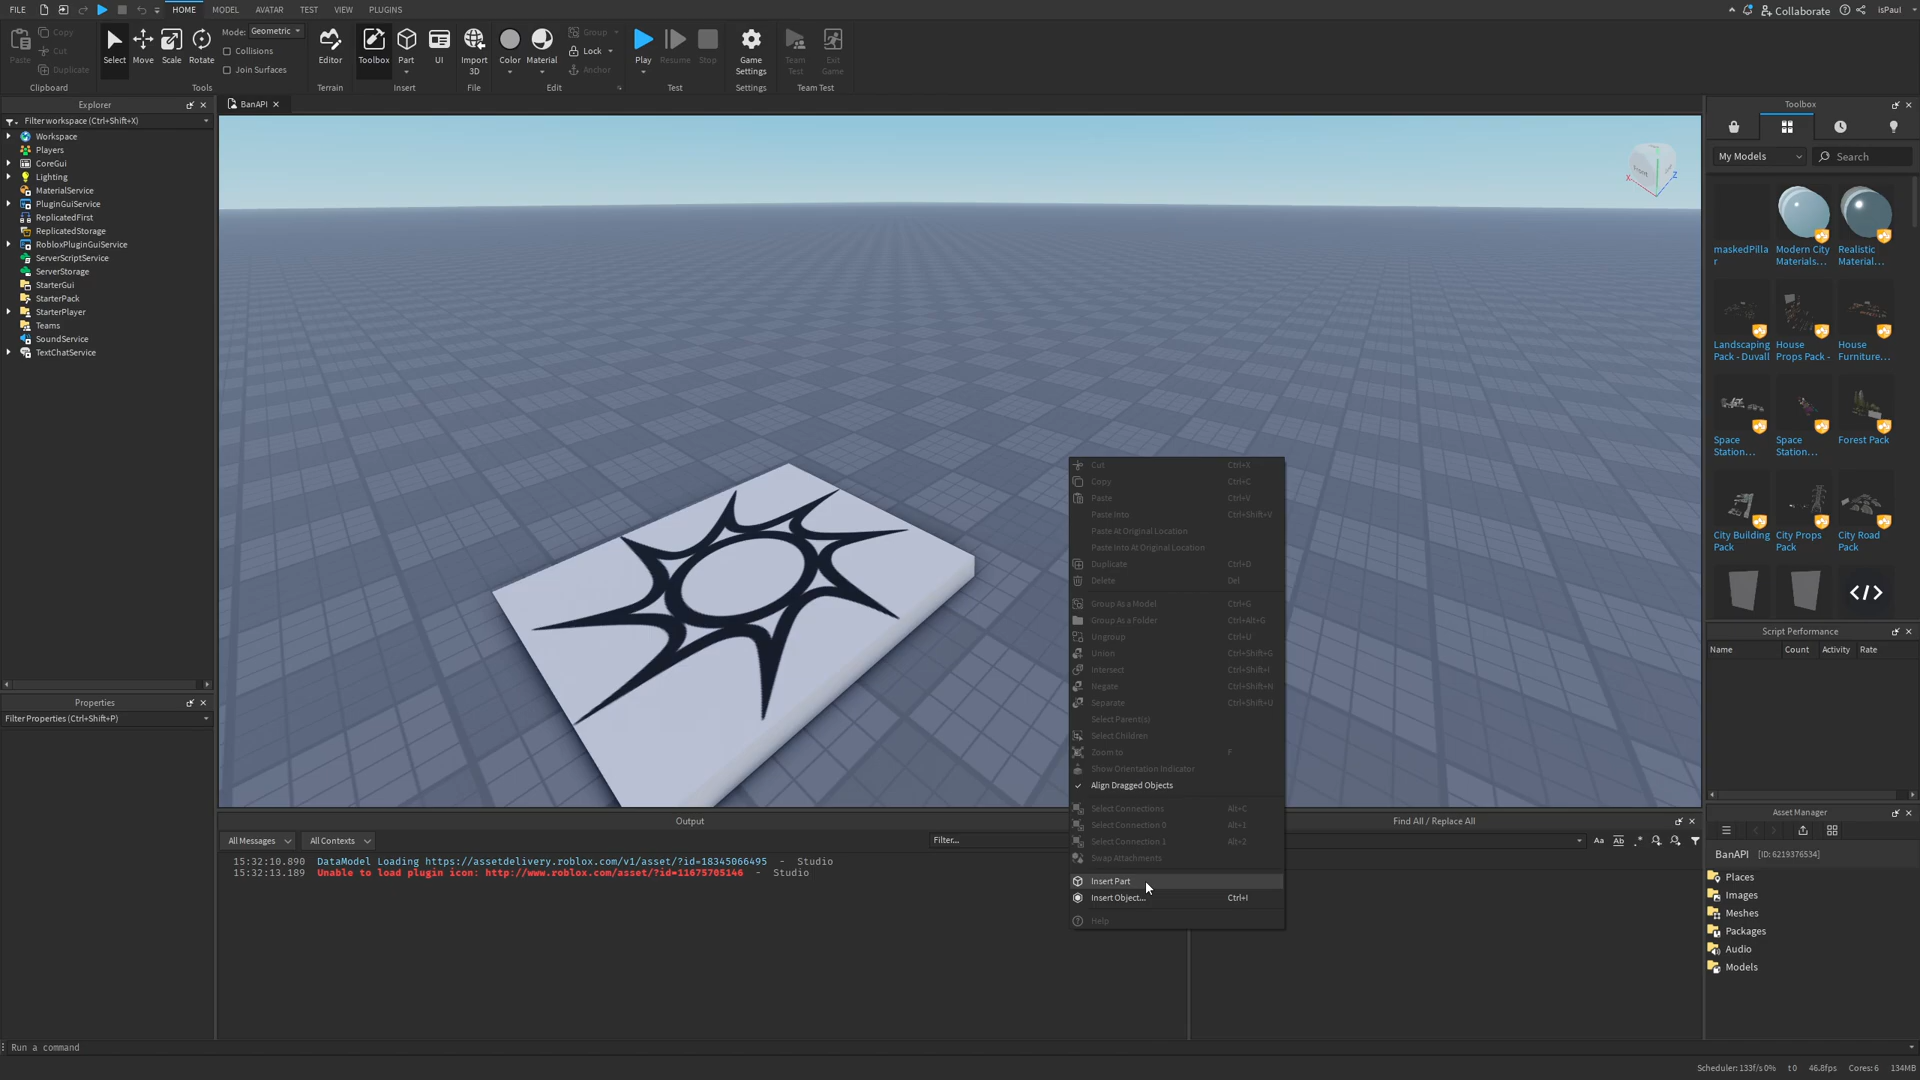 FILE
HOME
MODEL
AVATAR
TEST
VIEW
PLUGINS
Collaborate
isPaul
Paste
Copy
Cut
Duplicate
Clipboard
Select
Move
Scale
Rotate
Mode: Geometric
Collisions
Join Surfaces
Tools
Editor
Terrain
Toolbox
Part
UI
Insert
Import
3D
File
Color
Material
Group
Lock
Anchor
Edit
Play
Resume
Stop
Test
Game
Settings
Settings
Team
Test
Exit
Game
Team Test
Explorer
Filter workspace (Ctrl+Shift+X)
Workspace
Players
CoreGui
Lighting
MaterialService
PluginGuiService
ReplicatedFirst
ReplicatedStorage
RobloxPluginGuiService
ServerScriptService
ServerStorage
StarterGui
StarterPack
StarterPlayer
Teams
SoundService
TextChatService
Properties
Filter Properties (Ctrl+Shift+P)
BanAPI
Cut Ctrl+X
Copy Ctrl+C
Paste Ctrl+V
Paste Into Ctrl+Shift+V
Paste At Original Location
Paste Into At Original Location
Duplicate Ctrl+D
Delete Del
Group As a Model Ctrl+G
Group As a Folder Ctrl+Alt+G
Ungroup Ctrl+U
Union Ctrl+Shift+G
Intersect Ctrl+Shift+I
Negate Ctrl+Shift+N
Separate Ctrl+Shift+U
Select Parent(s)
Select Children
Zoom to F
Show Orientation Indicator
Align Dragged Objects
Select Connections Alt+C
Select Connection 0 Alt+1
Select Connection 1 Alt+2
Swap Attachments
Insert Part
Insert Object... Ctrl+I
Help
Output
All Messages
All Contexts
Filter...
15:32:10.890 DataModel Loading https://assetdelivery.roblox.com/v1/asset/?id=18345066495 - Studio
15:32:13.189 Unable to load plugin icon: http://www.roblox.com/asset/?id=11675705146 - Studio
Find All / Replace All
Aa
Ab
Toolbox
My Models
Search
maskedPilla
r
Modern City
Materials...
Realistic
Material...
Landscaping
Pack - Duvall
House
Props Pack -
House
Furniture...
Space
Station...
Space
Station...
Forest Pack
City Building
Pack
City Props
Pack
City Road
Pack
Script Performance
Name Count Activity Rate
Asset Manager
BanAPI [ID: 6219376534]
Places
Images
Meshes
Packages
Audio
Models
Run a command
Scheduler: 133f/s 0% t 0 46.8fps Cores: 6 134MB